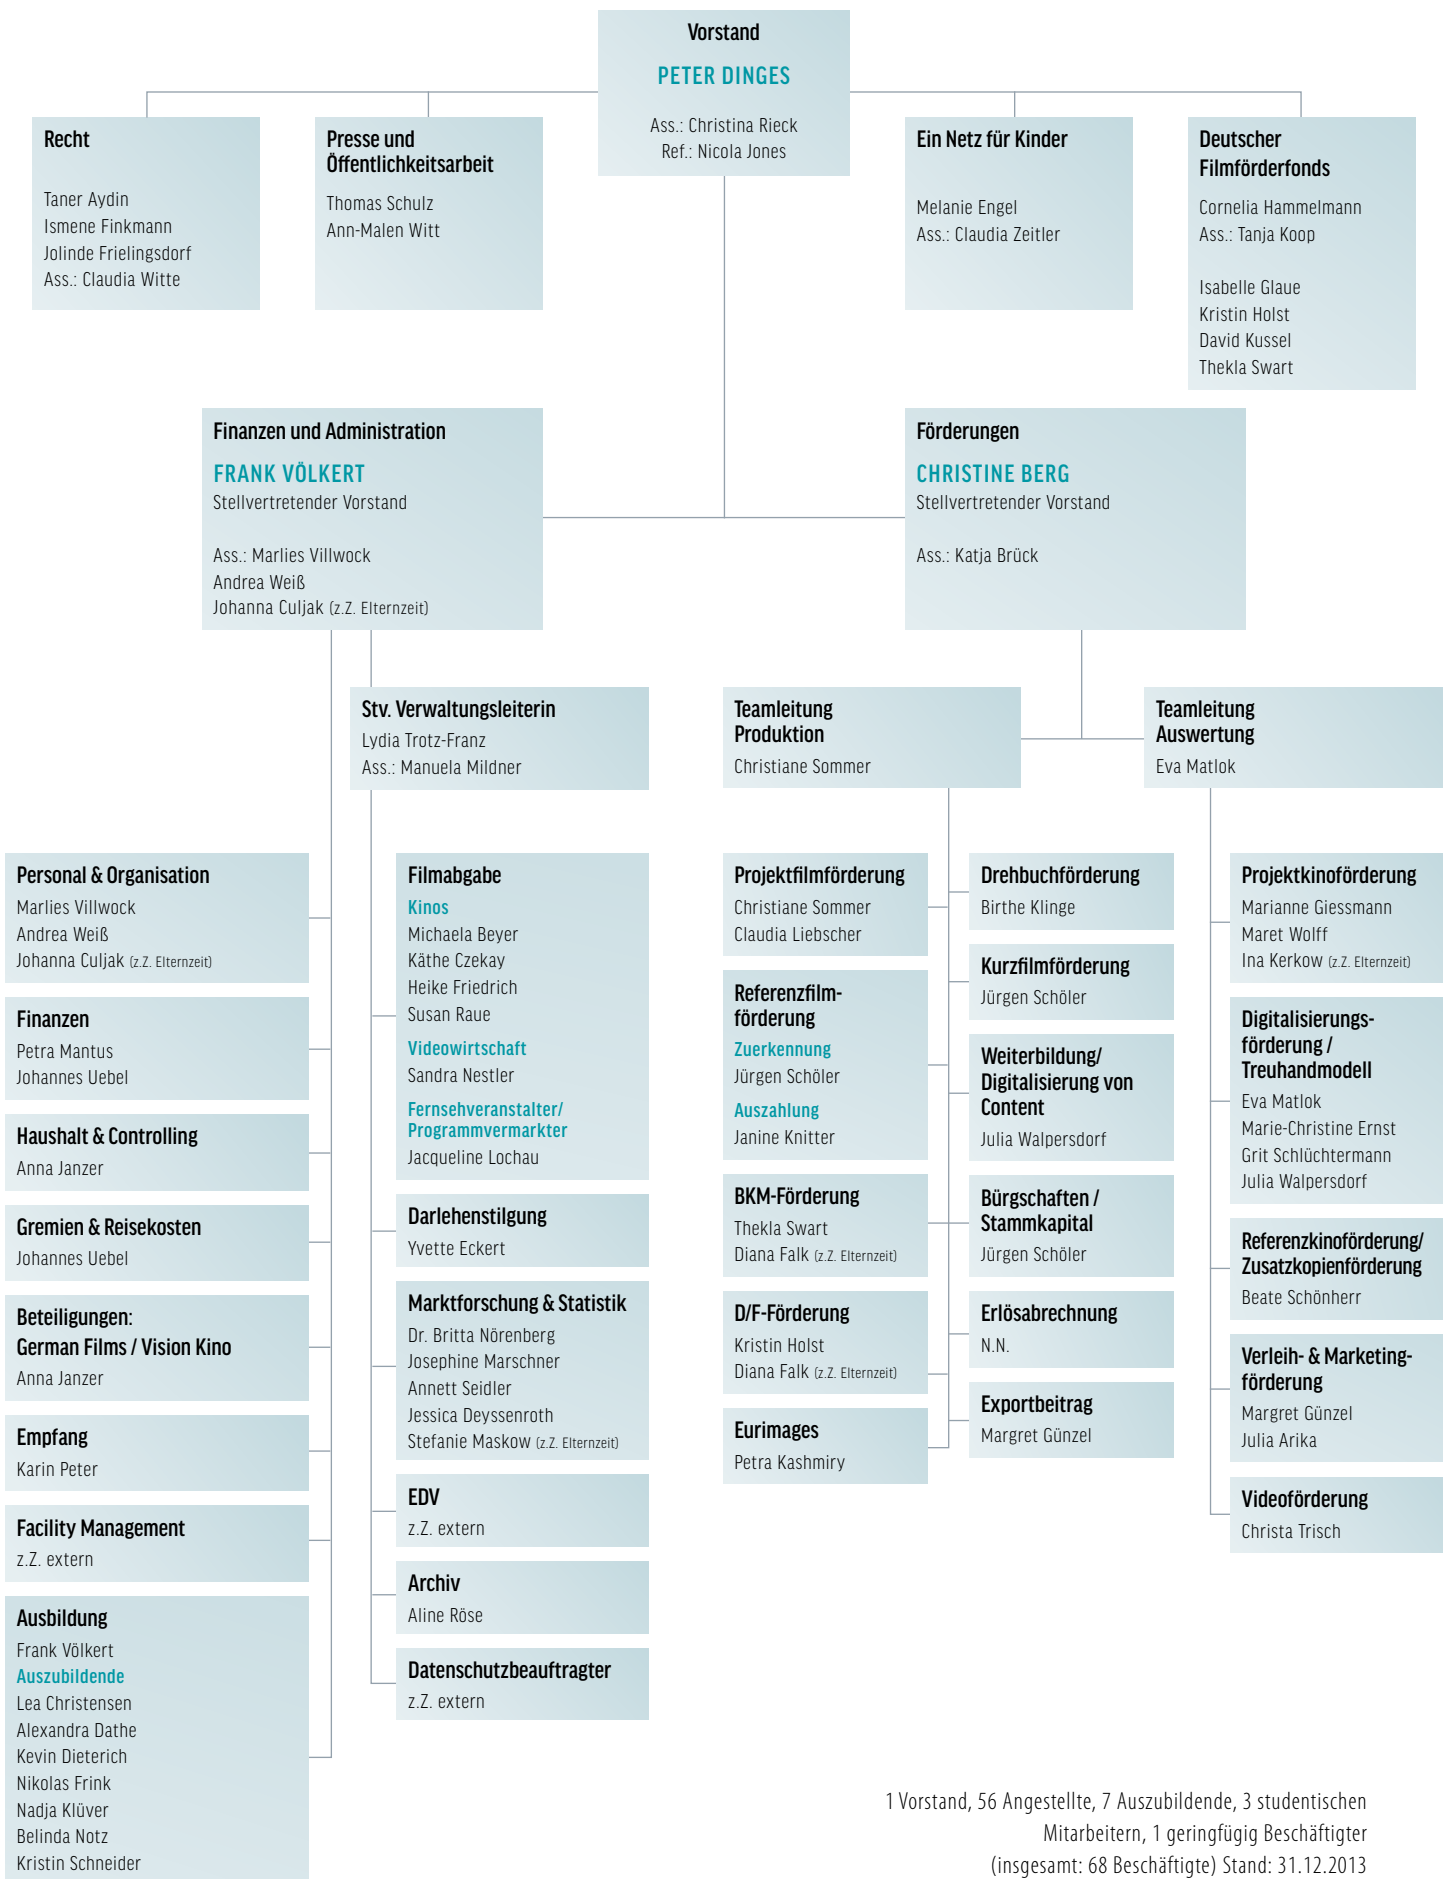 Vorstand
PETER DINGES
Ass.: Christina Rieck
Ref.: Nicola Jones
Recht
Taner Aydin
Ismene Finkmann
Jolinde Frielingsdorf
Ass.: Claudia Witte
Presse und
Öffentlichkeitsarbeit
Thomas Schulz
Ann-Malen Witt
Ein Netz für Kinder
Melanie Engel
Ass.: Claudia Zeitler
Deutscher
Filmförderfonds
Cornelia Hammelmann
Ass.: Tanja Koop
Isabelle Glaue
Kristin Holst
David Kussel
Thekla Swart
Finanzen und Administration
FRANK VÖLKERT
Stellvertretender Vorstand
Ass.: Marlies Villwock
Andrea Weiß
Johanna Culjak (z.Z. Elternzeit)
Förderungen
CHRISTINE BERG
Stellvertretender Vorstand
Ass.: Katja Brück
Stv. Verwaltungsleiterin
Lydia Trotz-Franz
Ass.: Manuela Mildner
Teamleitung
Produktion
Christiane Sommer
Teamleitung
Auswertung
Eva Matlok
Personal & Organisation
Marlies Villwock
Andrea Weiß
Johanna Culjak (z.Z. Elternzeit)
Finanzen
Petra Mantus
Johannes Uebel
Haushalt & Controlling
Anna Janzer
Gremien & Reisekosten
Johannes Uebel
Beteiligungen:
German Films / Vision Kino
Anna Janzer
Empfang
Karin Peter
Facility Management
z.Z. extern
Ausbildung
Frank Völkert
Auszubildende
Lea Christensen
Alexandra Dathe
Kevin Dieterich
Nikolas Frink
Nadja Klüver
Belinda Notz
Kristin Schneider
Filmabgabe
Kinos
Michaela Beyer
Käthe Czekay
Heike Friedrich
Susan Raue
Videowirtschaft
Sandra Nestler
Fernsehveranstalter/
Programmvermarkter
Jacqueline Lochau
Darlehenstilgung
Yvette Eckert
Marktforschung & Statistik
Dr. Britta Nörenberg
Josephine Marschner
Annett Seidler
Jessica Deyssenroth
Stefanie Maskow (z.Z. Elternzeit)
EDV
z.Z. extern
Archiv
Aline Röse
Datenschutzbeauftragter
z.Z. extern
Projektfilmförderung
Christiane Sommer
Claudia Liebscher
Referenzfilm-
förderung
Zuerkennung
Jürgen Schöler
Auszahlung
Janine Knitter
BKM-Förderung
Thekla Swart
Diana Falk (z.Z. Elternzeit)
D/F-Förderung
Kristin Holst
Diana Falk (z.Z. Elternzeit)
Eurimages
Petra Kashmiry
Drehbuchförderung
Birthe Klinge
Kurzfilmförderung
Jürgen Schöler
Weiterbildung/
Digitalisierung von
Content
Julia Walpersdorf
Bürgschaften /
Stammkapital
Jürgen Schöler
Erlösabrechnung
N.N.
Exportbeitrag
Margret Günzel
Projektkinoförderung
Marianne Giessmann
Maret Wolff
Ina Kerkow (z.Z. Elternzeit)
Digitalisierungs-
förderung /
Treuhandmodell
Eva Matlok
Marie-Christine Ernst
Grit Schlüchtermann
Julia Walpersdorf
Referenzkinoförderung/
Zusatzkopienförderung
Beate Schönherr
Verleih- & Marketing-
förderung
Margret Günzel
Julia Arika
Videoförderung
Christa Trisch
1 Vorstand, 56 Angestellte, 7 Auszubildende, 3 studentischen
Mitarbeitern, 1 geringfügig Beschäftigter
(insgesamt: 68 Beschäftigte) Stand: 31.12.2013